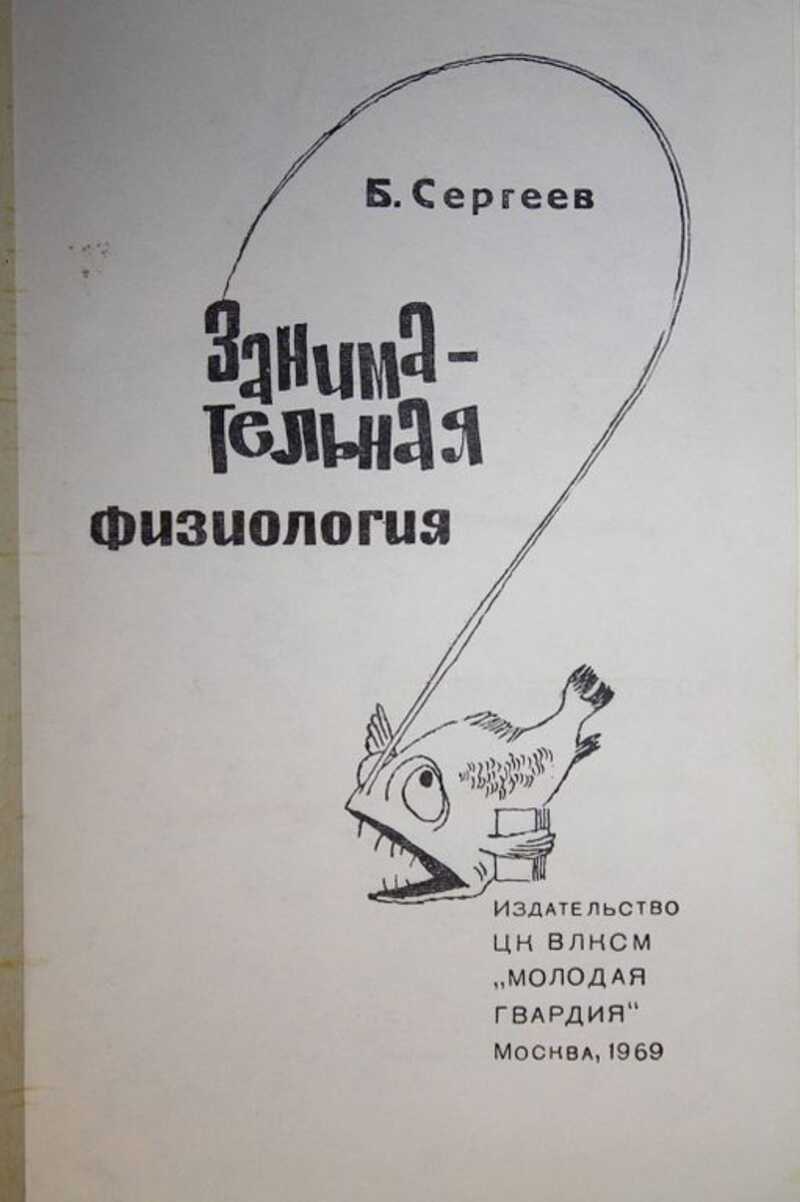 Б. Сергеев
Занима-
тельная
физиология
Издательство
ЦК ВЛКСМ
„МОЛОДАЯ
ГВАРДИЯ“
Москва, 1969